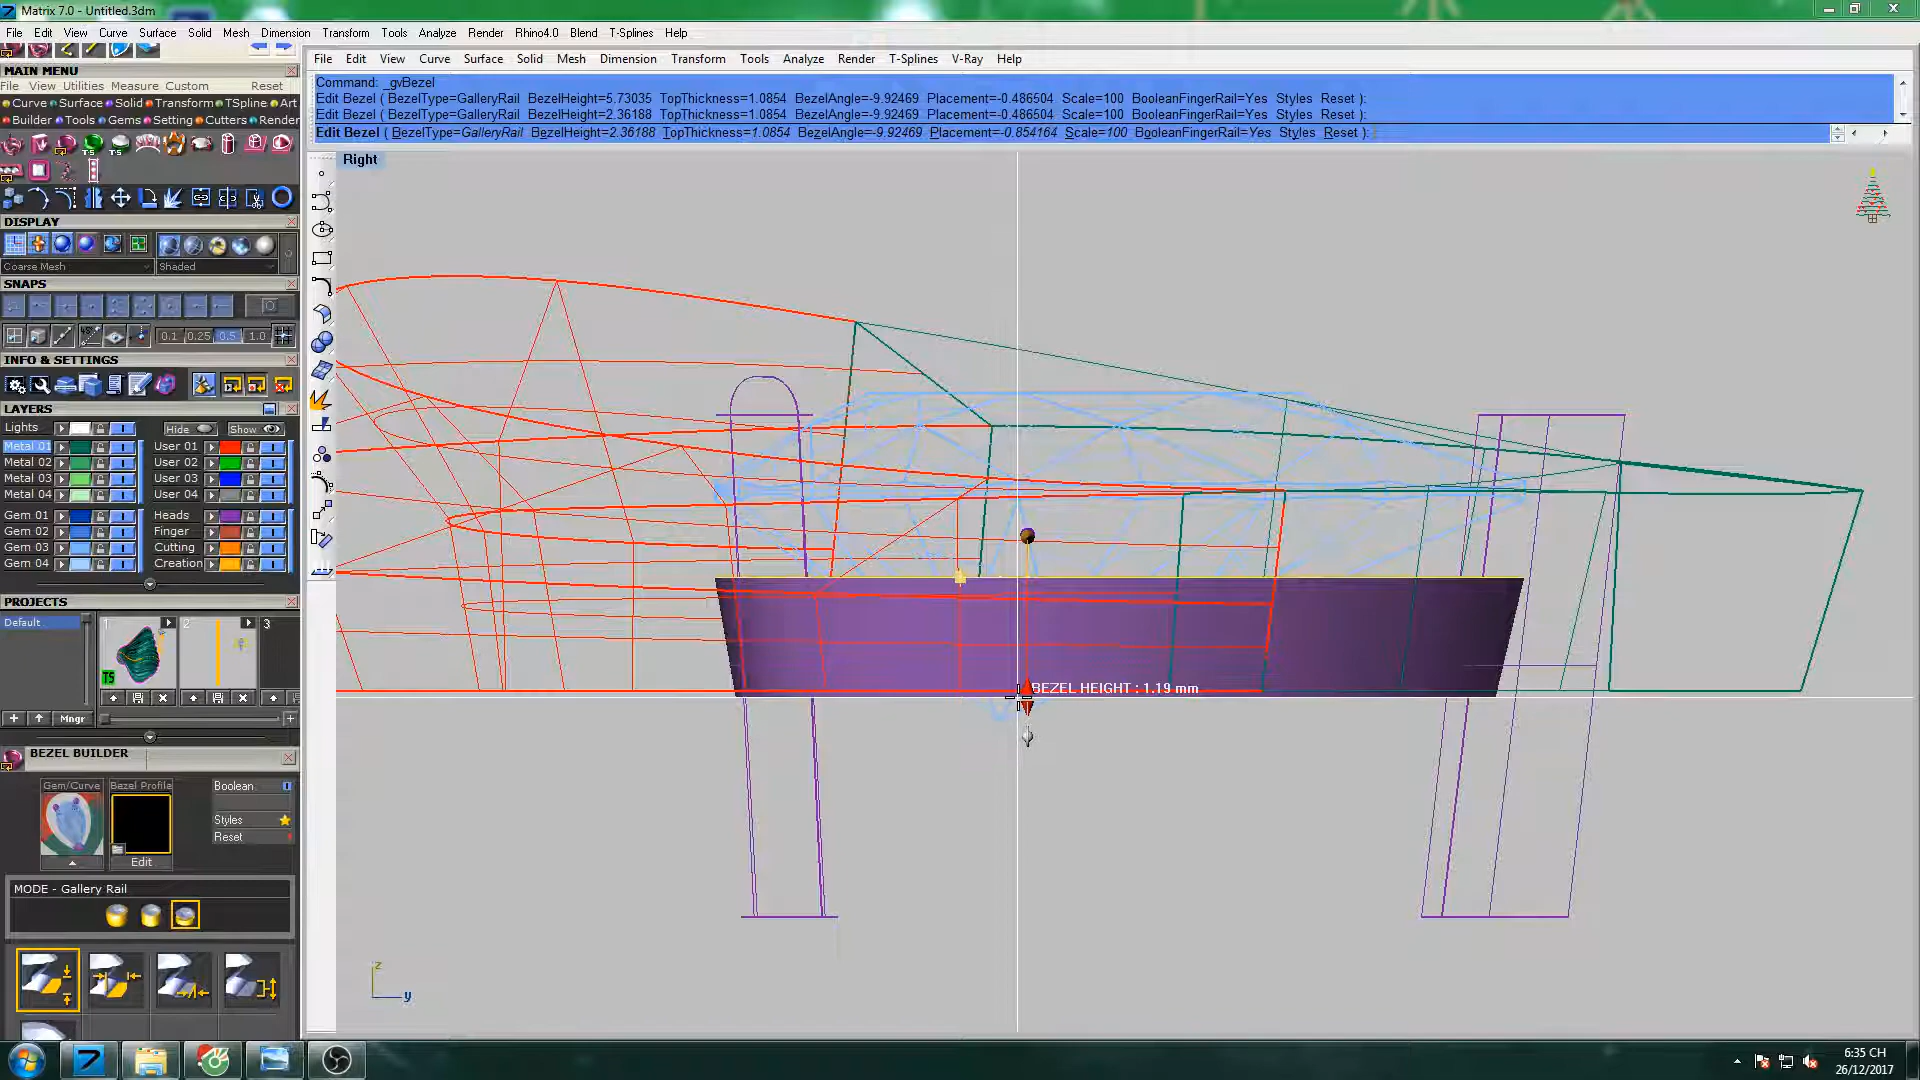 Matrix 7.0 - Untitled.3dm
File Edit View Curve Surface Solid Mesh Dimension Transform Tools Analyze Render Rhino4.0 Blend T-Splines Help
MAIN MENU
File View Utilities Measure Custom Reset
Curve Surface Solid Transform TSpline Art
Builder Tools Gems Setting Cutters Render
T-S T-S
DISPLAY
Coarse Mesh Shaded
SNAPS
0.1 0.25 0.5 1.0
INFO & SETTINGS
LAYERS
Lights Hide Show
Metal 01 User 01
Metal 02 User 02
Metal 03 User 03
Metal 04 User 04
Gem 01 Heads
Gem 02 Finger
Gem 03 Cutting
Gem 04 Creation
PROJECTS
Default 1 2 3
TS
Mngr
BEZEL BUILDER
Gem/Curve Bezel Profile Boolean
Styles
Reset
Edit
MODE - Gallery Rail
File Edit View Curve Surface Solid Mesh Dimension Transform Tools Analyze Render T-Splines V-Ray Help
Command: _gvBezel
Edit Bezel ( BezelType=GalleryRail BezelHeight=5.73035 TopThickness=1.0854 BezelAngle=-9.92469 Placement=-0.486504 Scale=100 BooleanFingerRail=Yes Styles Reset ):
Edit Bezel ( BezelType=GalleryRail BezelHeight=2.36188 TopThickness=1.0854 BezelAngle=-9.92469 Placement=-0.486504 Scale=100 BooleanFingerRail=Yes Styles Reset ):
Edit Bezel ( BezelType=GalleryRail BezelHeight=2.36188 TopThickness=1.0854 BezelAngle=-9.92469 Placement=-0.854164 Scale=100 BooleanFingerRail=Yes Styles Reset ):
Right
BEZEL HEIGHT : 1.19 mm
z
y
6:35 CH
26/12/2017